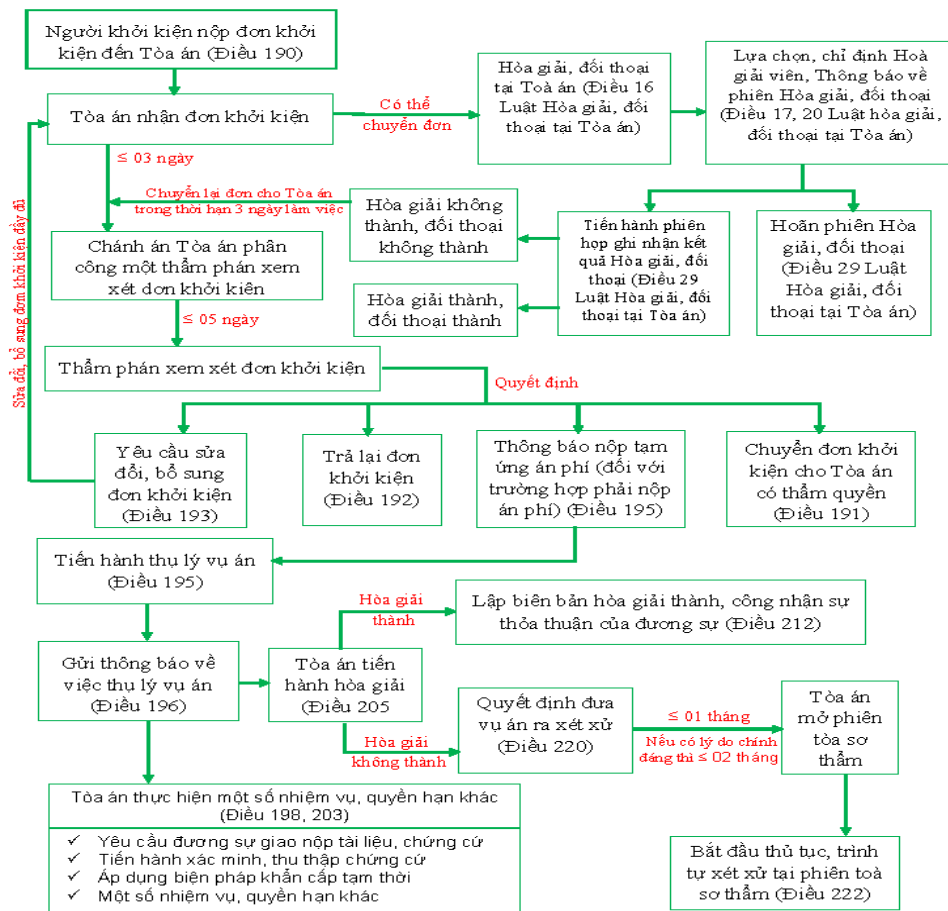 Người khởi kiện nộp đơn khởi
kiện đến Tòa án (Điều 190)
Tòa án nhận đơn khởi kiện
Có thể
chuyển đơn
Hòa giải, đối thoại
tại Toà án (Điều 16
Luật Hòa giải, đối
thoại tại Tòa án)
Lựa chọn, chỉ định Hoà
giải viên, Thông báo về
phiên Hòa giải, đối thoại
(Điều 17, 20 Luật hòa giải,
đối thoại tại Tòa án)
≤ 03 ngày
Chuyển lại đơn cho Tòa án
trong thời hạn 3 ngày làm việc
Hòa giải không
thành, đối thoại
không thành
Tiến hành phiên
họp ghi nhận kết
quả Hòa giải, đối
thoại (Điều 29
Luật Hòa giải, đối
thoại tại Tòa án)
Hoãn phiên Hòa
giải, đối thoại
(Điều 29 Luật
Hòa giải, đối
thoại tại Tòa án)
Hòa giải thành,
đối thoại thành
Chánh án Tòa án phân
công một thẩm phán xem
xét dơn khởi kiên
≤ 05 ngày
Thẩm phán xem xét đơn khởi kiện
Quyết định
Sửa đổi, bổ sung đơn khởi kiện đầy đủ
Yêu cầu sửa
đổi, bổ sung
đơn khởi kiện
(Điều 193)
Trả lại đơn
khởi kiện
(Điều 192)
Thông báo nộp tạm
ứng án phí (đối với
trường hợp phải nộp
án phí) (Điều 195)
Chuyển đơn khởi
kiện cho Tòa án
có thẩm quyền
(Điều 191)
Tiến hành thụ lý vụ án
(Điều 195)
Gửi thông báo về
việc thụ lý vụ án
(Điều 196)
Tòa án tiến
hành hòa giải
(Điều 205
Hòa giải
thành
Lập biên bản hòa giải thành, công nhận sự
thỏa thuận của đương sự (Điều 212)
Hòa giải
không thành
Quyết định đưa
vụ án ra xét xử
(Điều 220)
≤ 01 tháng
Nếu có lý do chính
đáng thì ≤ 02 tháng
Tòa án
mở phiên
tòa sơ
thẩm
Tòa án thực hiện một số nhiệm vụ, quyền hạn khác
(Điều 198, 203)
✓ Yêu cầu đương sự giao nộp tài liệu, chứng cứ
✓ Tiến hành xác minh, thu thập chứng cứ
✓ Áp dụng biện pháp khẩn cấp tạm thời
✓ Một số nhiệm vụ, quyền hạn khác
Bắt đầu thủ tục, trình
tự xét xử tại phiên toà
sơ thẩm (Điều 222)